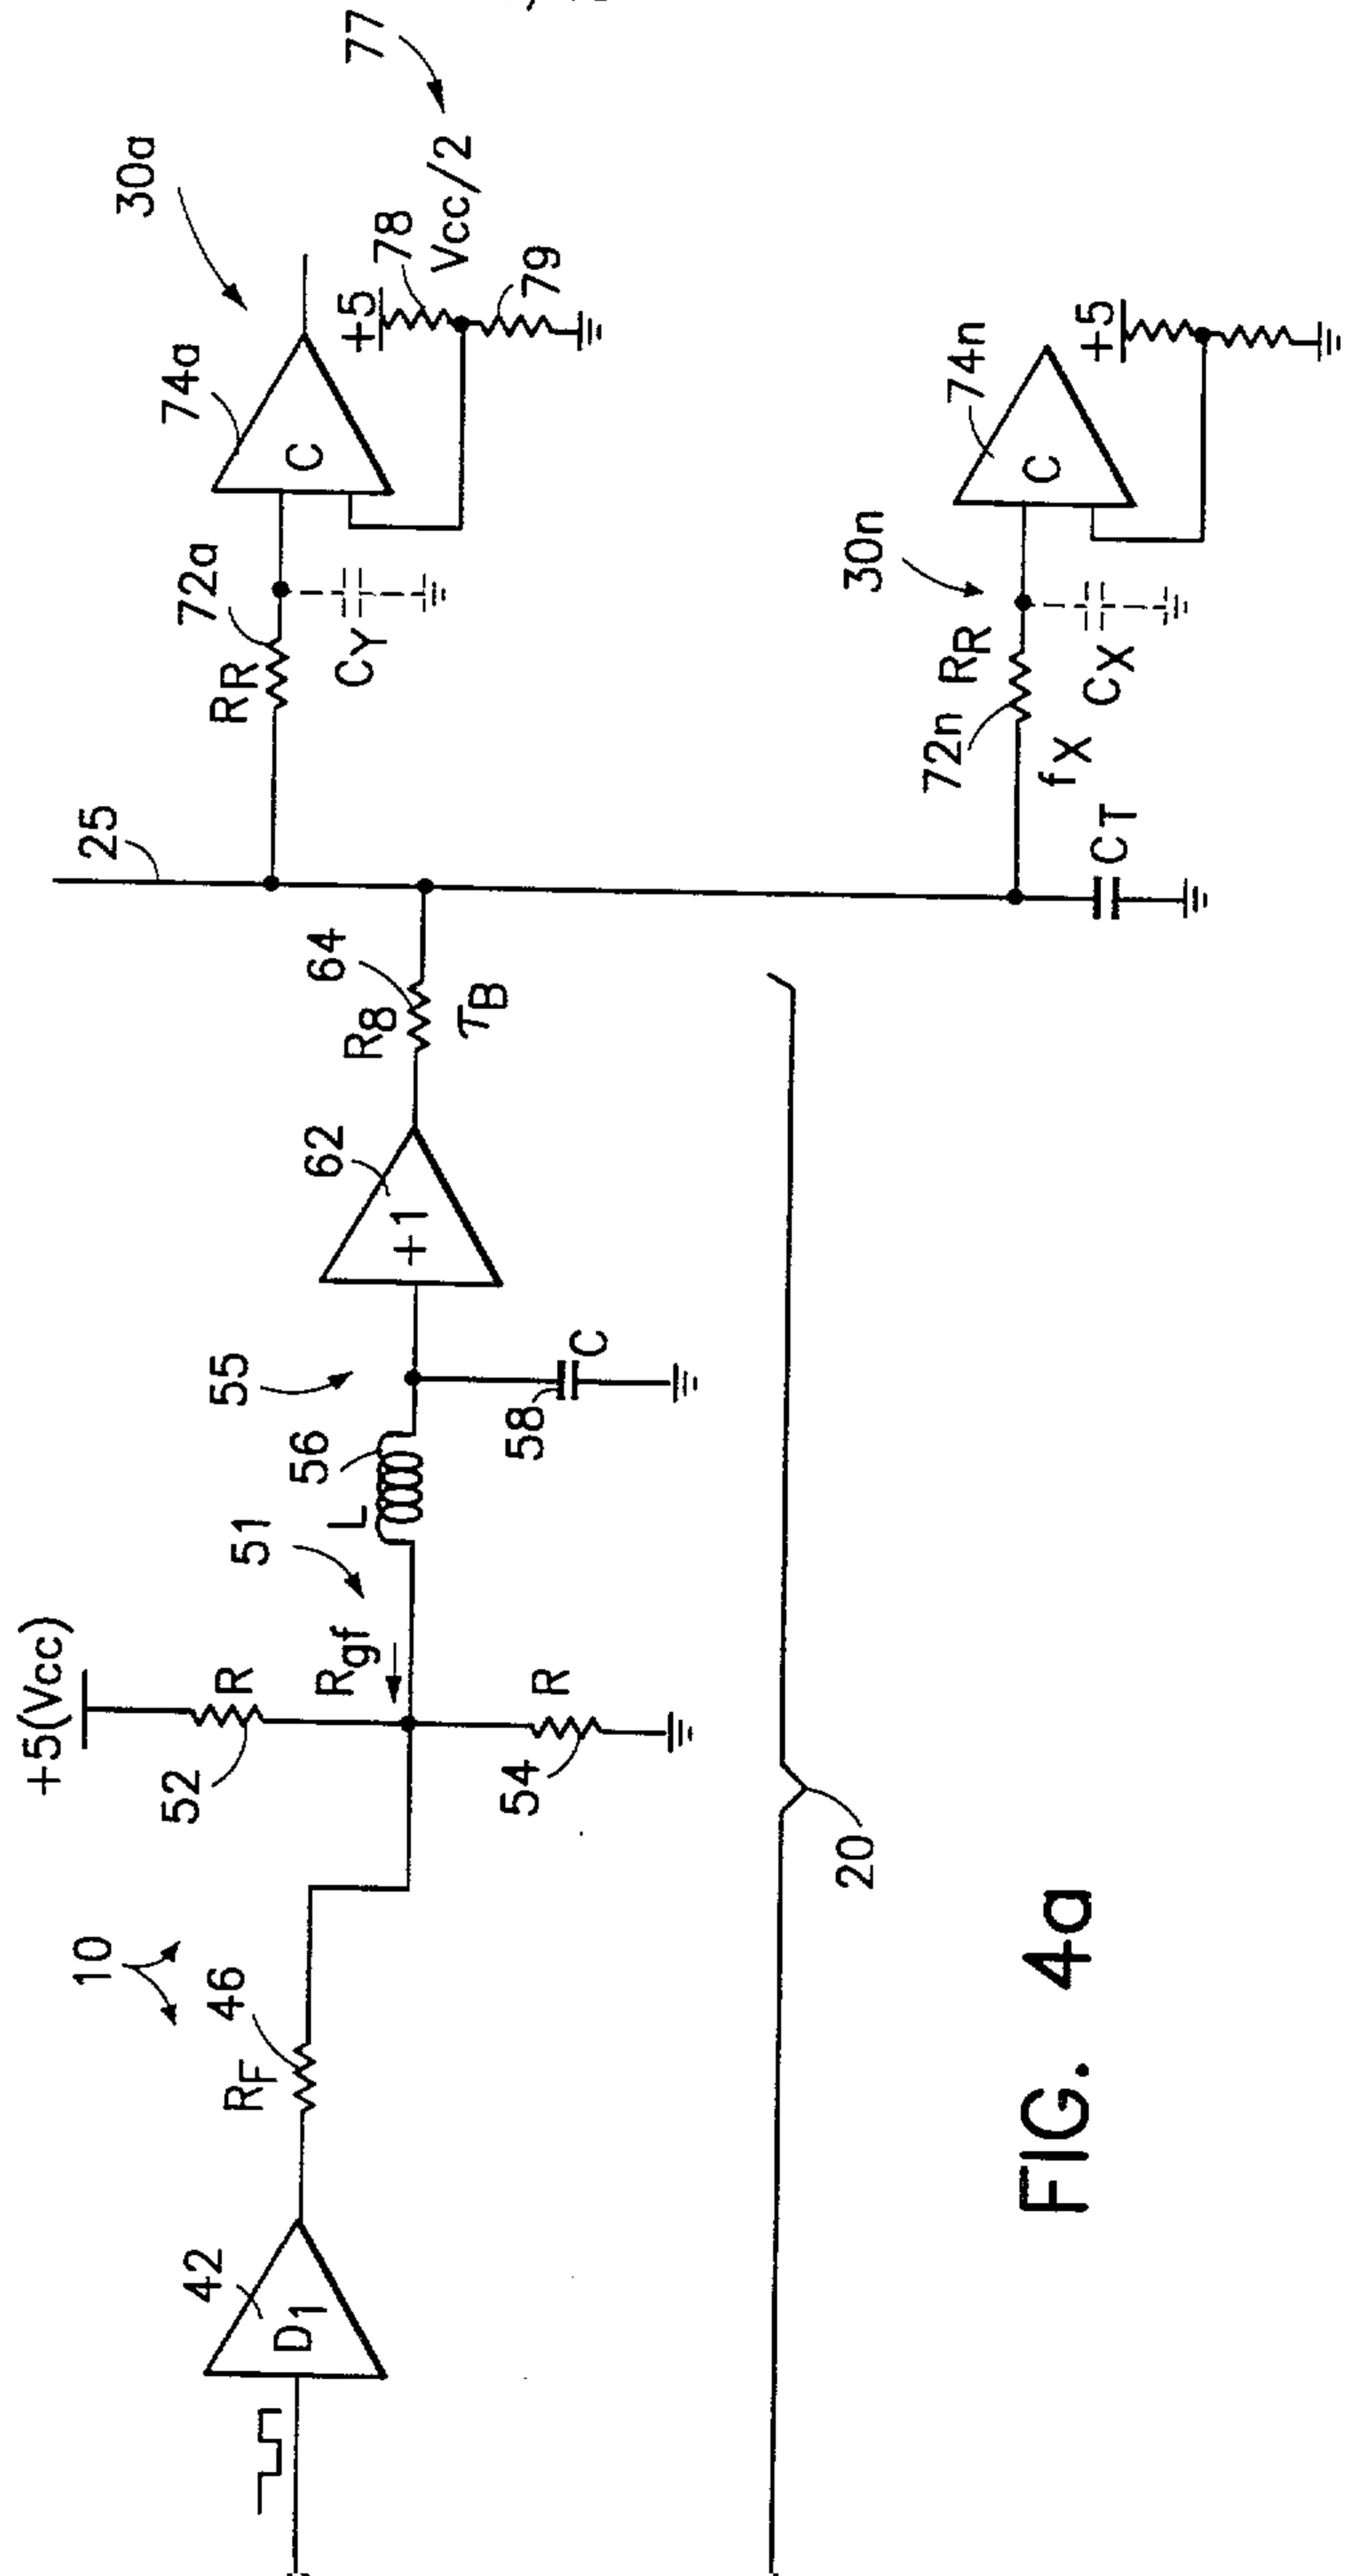 77
30a
Vcc/2
78
79
+5
74a
C
72a
RR
CY
25
+5
74n
C
30n
72n
RR
fX
CX
CT
64
R8
τB
62
+1
55
56
L
58
C
51
Rgf
+5(Vcc)
R
52
R
54
20
10
46
RF
42
D1
FIG. 4a